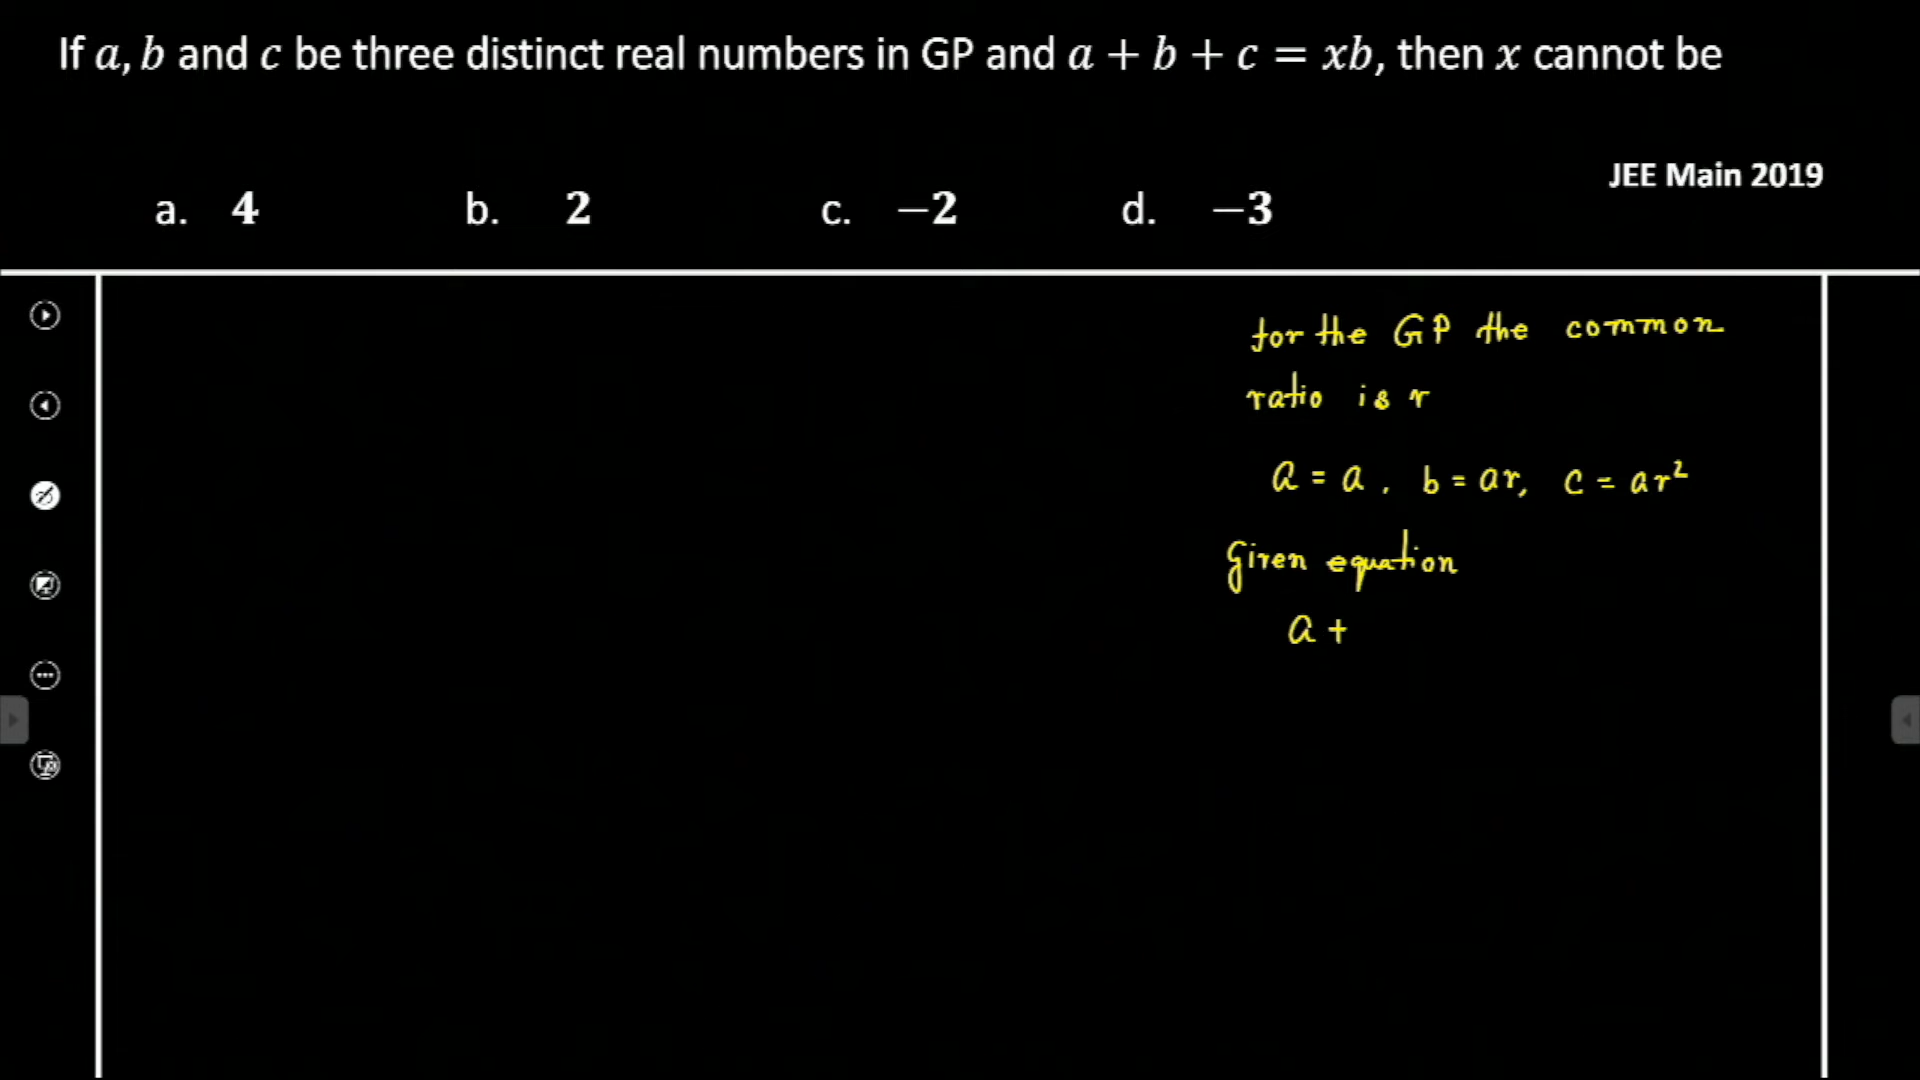 If a, b and c be three distinct real numbers in GP and a + b + c = xb, then x cannot be
JEE Main 2019
a. 4 b. 2 c. −2 d. −3
for the GP the common
ratio is r
a = a, b = ar, c = ar²
Given equation
a +